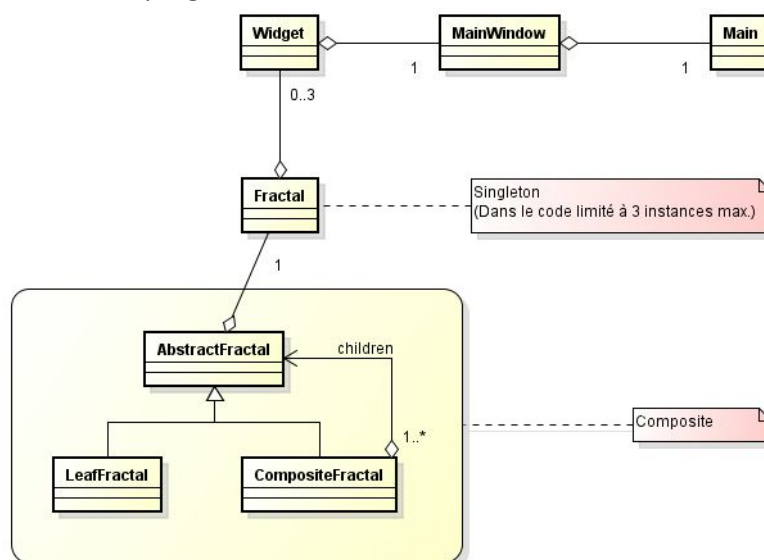 Widget
MainWindow
Main
1
1
0..3
Fractal
Singleton
(Dans le code limité à 3 instances max.)
1
AbstractFractal
children
1..*
Composite
LeafFractal
CompositeFractal